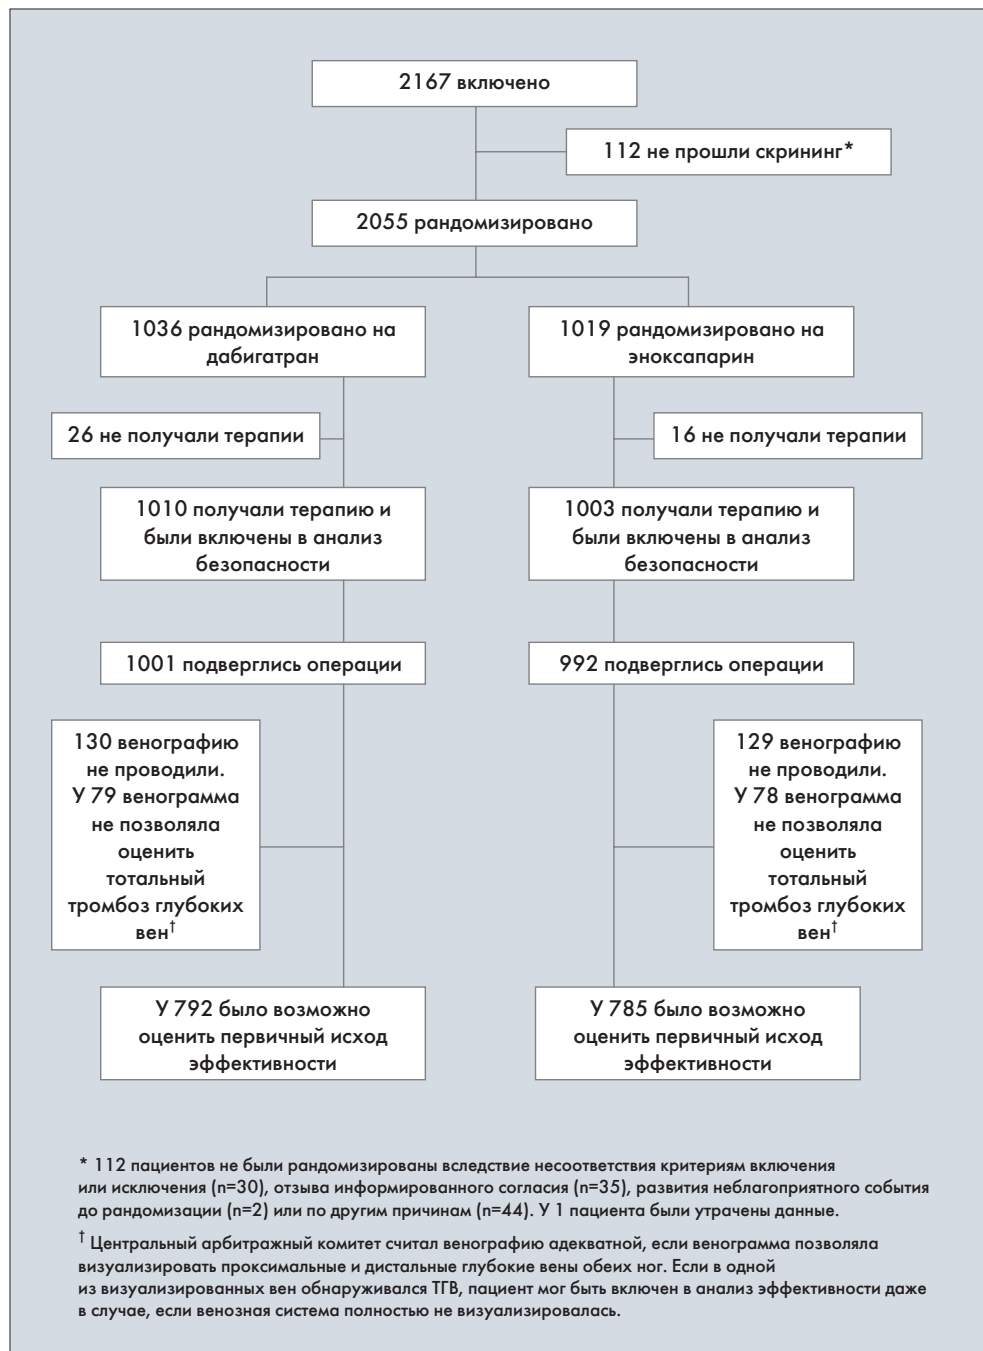 2167 включено
112 не прошли скрининг*
2055 рандомизировано
1036 рандомизировано на
дабигатран
1019 рандомизировано на
эноксапарин
26 не получали терапии
16 не получали терапии
1010 получали терапию и
были включены в анализ
безопасности
1003 получали терапию и
были включены в анализ
безопасности
1001 подверглись операции
992 подверглись операции
130 венографию
не проводили.
У 79 венограмма
не позволяла
оценить
тотальный
тромбоз глубоких
вен†
129 венографию
не проводили.
У 78 венограмма
не позволяла
оценить
тотальный
тромбоз глубоких
вен†
У 792 было возможно
оценить первичный исход
эффективности
У 785 было возможно
оценить первичный исход
эффективности
* 112 пациентов не были рандомизированы вследствие несоответствия критериям включения
или исключения (n=30), отзыва информированного согласия (n=35), развития неблагоприятного события
до рандомизации (n=2) или по другим причинам (n=44). У 1 пациента были утрачены данные.
† Центральный арбитражный комитет считал венографию адекватной, если венограмма позволяла
визуализировать проксимальные и дистальные глубокие вены обеих ног. Если в одной
из визуализированных вен обнаруживался ТГВ, пациент мог быть включен в анализ эффективности даже
в случае, если венозная система полностью не визуализировалась.